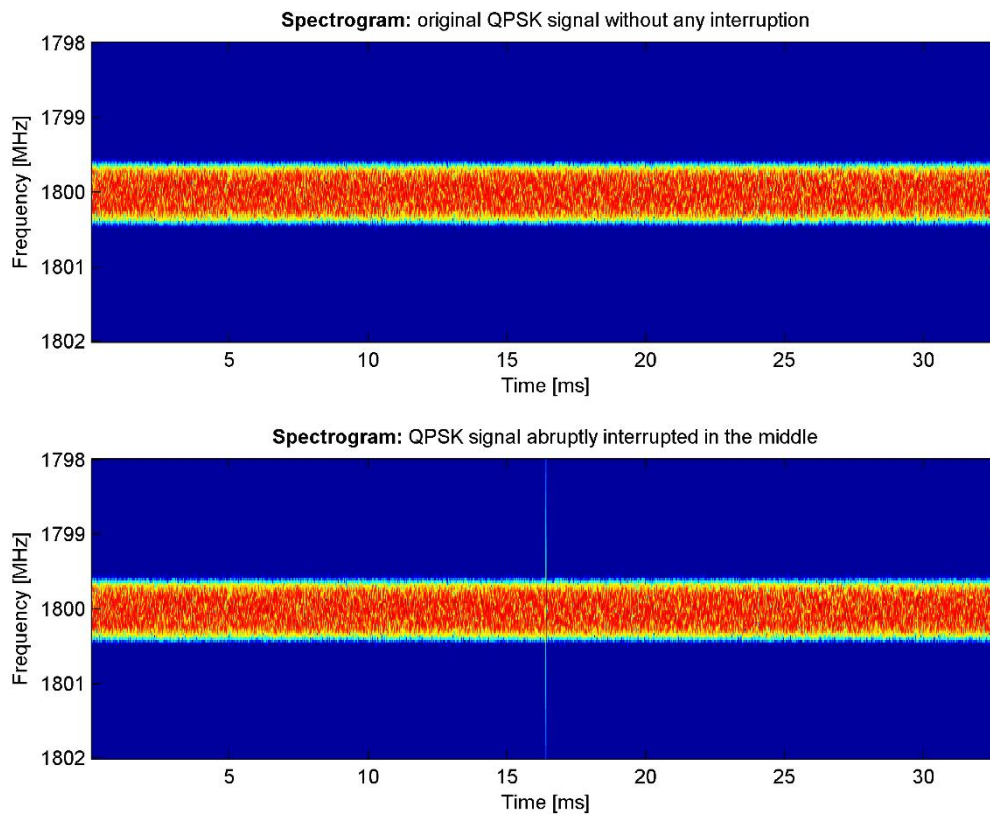 Spectrogram: original QPSK signal without any interruption
1798
1799
1800
1801
1802
Frequency [MHz]
5 10 15 20 25 30
Time [ms]
Spectrogram: QPSK signal abruptly interrupted in the middle
1798
1799
1800
1801
1802
Frequency [MHz]
5 10 15 20 25 30
Time [ms]